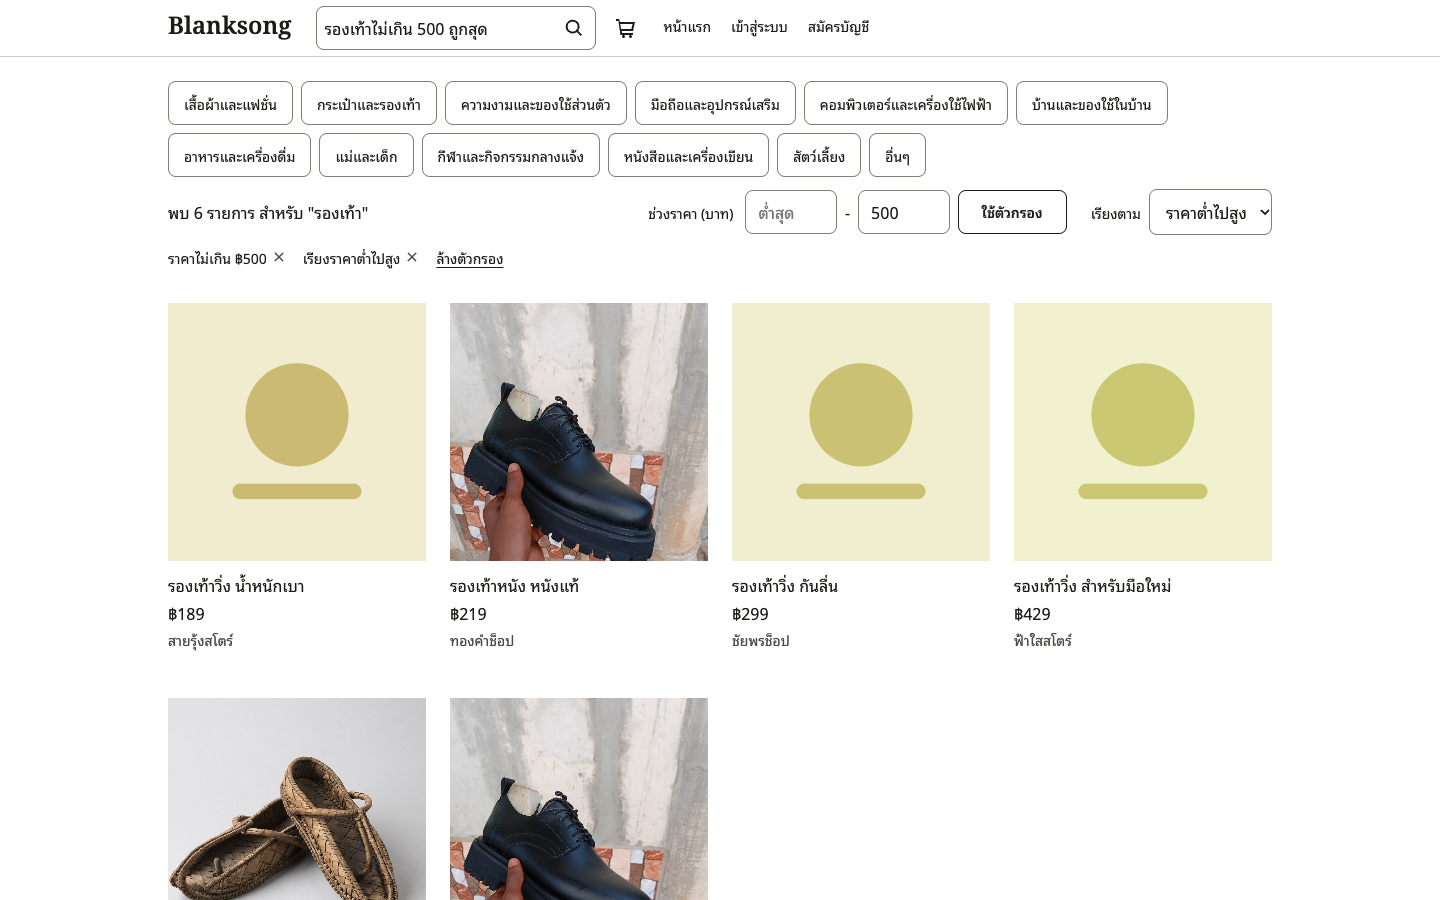 Blanksong
รองเท้าไม่เกิน 500 ถูกสุด
หน้าแรก
เข้าสู่ระบบ
สมัครบัญชี
เสื้อผ้าและแฟชั่น
กระเป๋าและรองเท้า
ความงามและของใช้ส่วนตัว
มือถือและอุปกรณ์เสริม
คอมพิวเตอร์และเครื่องใช้ไฟฟ้า
บ้านและของใช้ในบ้าน
อาหารและเครื่องดื่ม
แม่และเด็ก
กีฬาและกิจกรรมกลางแจ้ง
หนังสือและเครื่องเขียน
สัตว์เลี้ยง
อื่นๆ
พบ 6 รายการ สำหรับ "รองเท้า"
ช่วงราคา (บาท)
ต่ำสุด
-
500
ใช้ตัวกรอง
เรียงตาม
ราคาต่ำไปสูง
ราคาไม่เกิน ฿500 ×
เรียงราคาต่ำไปสูง ×
ล้างตัวกรอง
รองเท้าวิ่ง น้ำหนักเบา
฿189
สายรุ้งสโตร์
รองเท้าหนัง หนังแท้
฿219
ทองคำช็อป
รองเท้าวิ่ง กันลื่น
฿299
ชัยพรช็อป
รองเท้าวิ่ง สำหรับมือใหม่
฿429
ฟ้าใสสโตร์